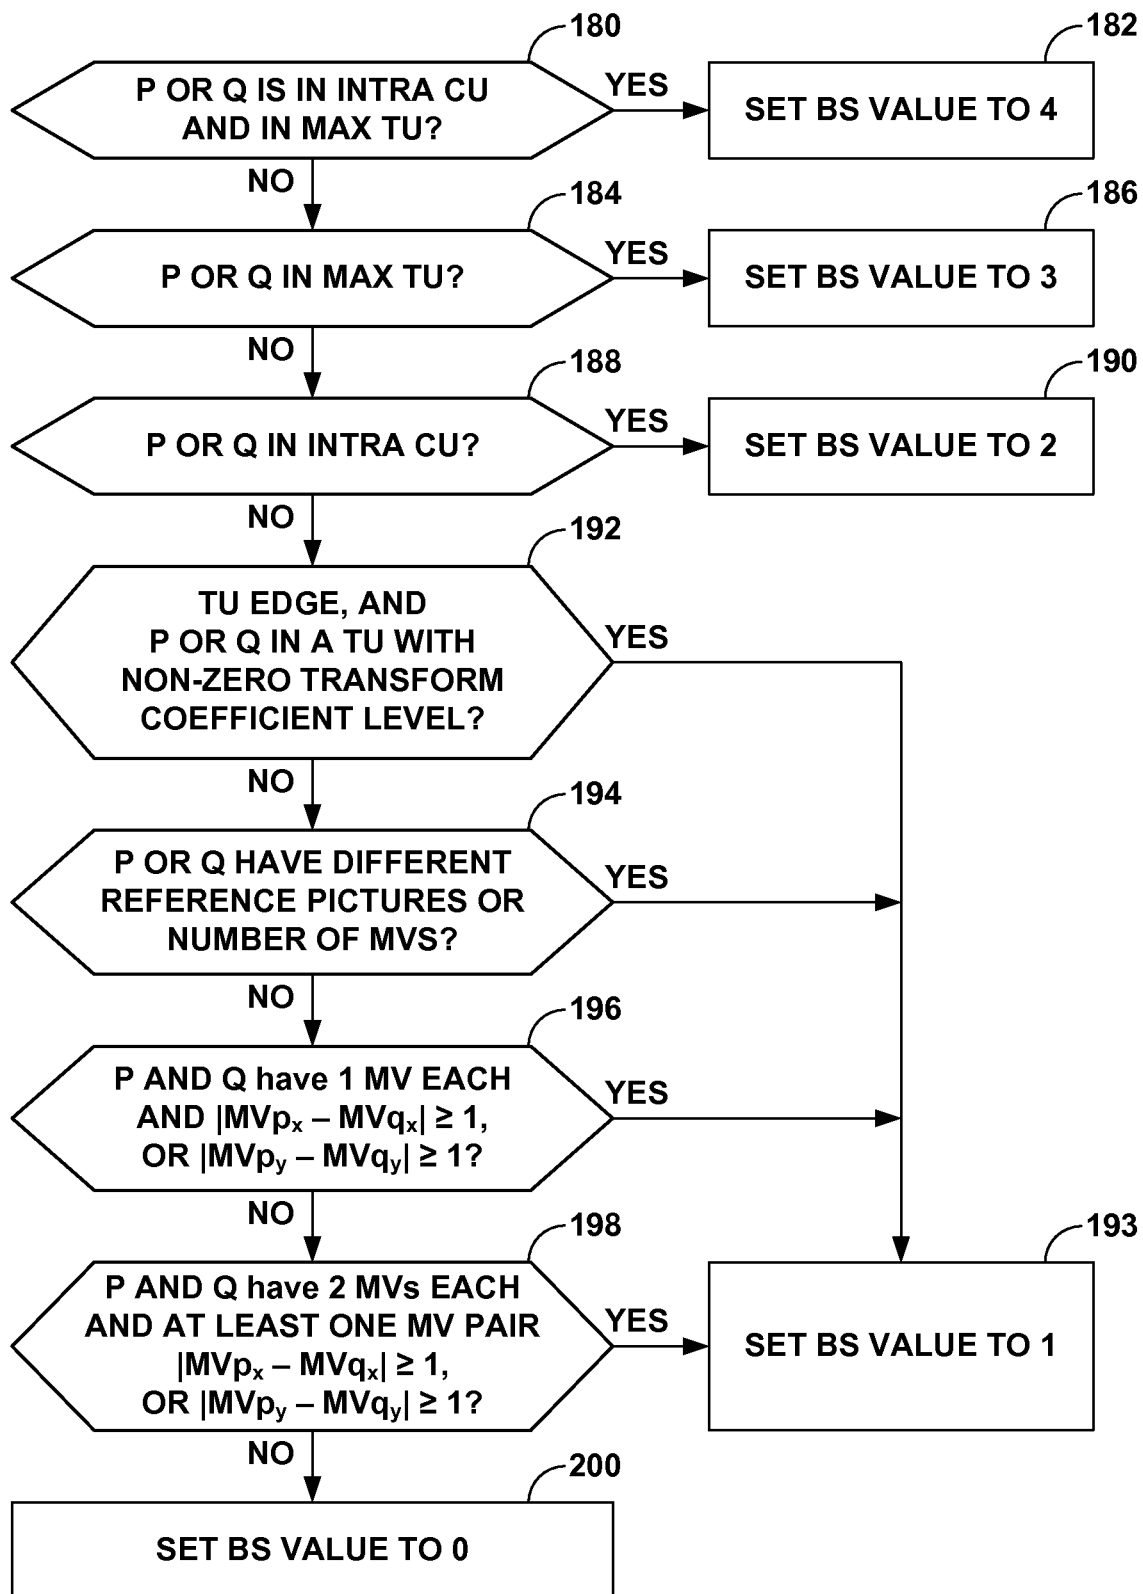 180
182
P OR Q IS IN INTRA CU
AND IN MAX TU?
YES
SET BS VALUE TO 4
NO
184
186
P OR Q IN MAX TU?
YES
SET BS VALUE TO 3
NO
188
190
P OR Q IN INTRA CU?
YES
SET BS VALUE TO 2
NO
192
TU EDGE, AND
P OR Q IN A TU WITH
NON-ZERO TRANSFORM
COEFFICIENT LEVEL?
YES
NO
194
P OR Q HAVE DIFFERENT
REFERENCE PICTURES OR
NUMBER OF MVS?
YES
NO
196
P AND Q have 1 MV EACH
AND |MVpₓ – MVqₓ| ≥ 1,
OR |MVpᵧ – MVqᵧ| ≥ 1?
YES
NO
198
193
P AND Q have 2 MVs EACH
AND AT LEAST ONE MV PAIR
|MVpₓ – MVqₓ| ≥ 1,
OR |MVpᵧ – MVqᵧ| ≥ 1?
YES
SET BS VALUE TO 1
NO
200
SET BS VALUE TO 0